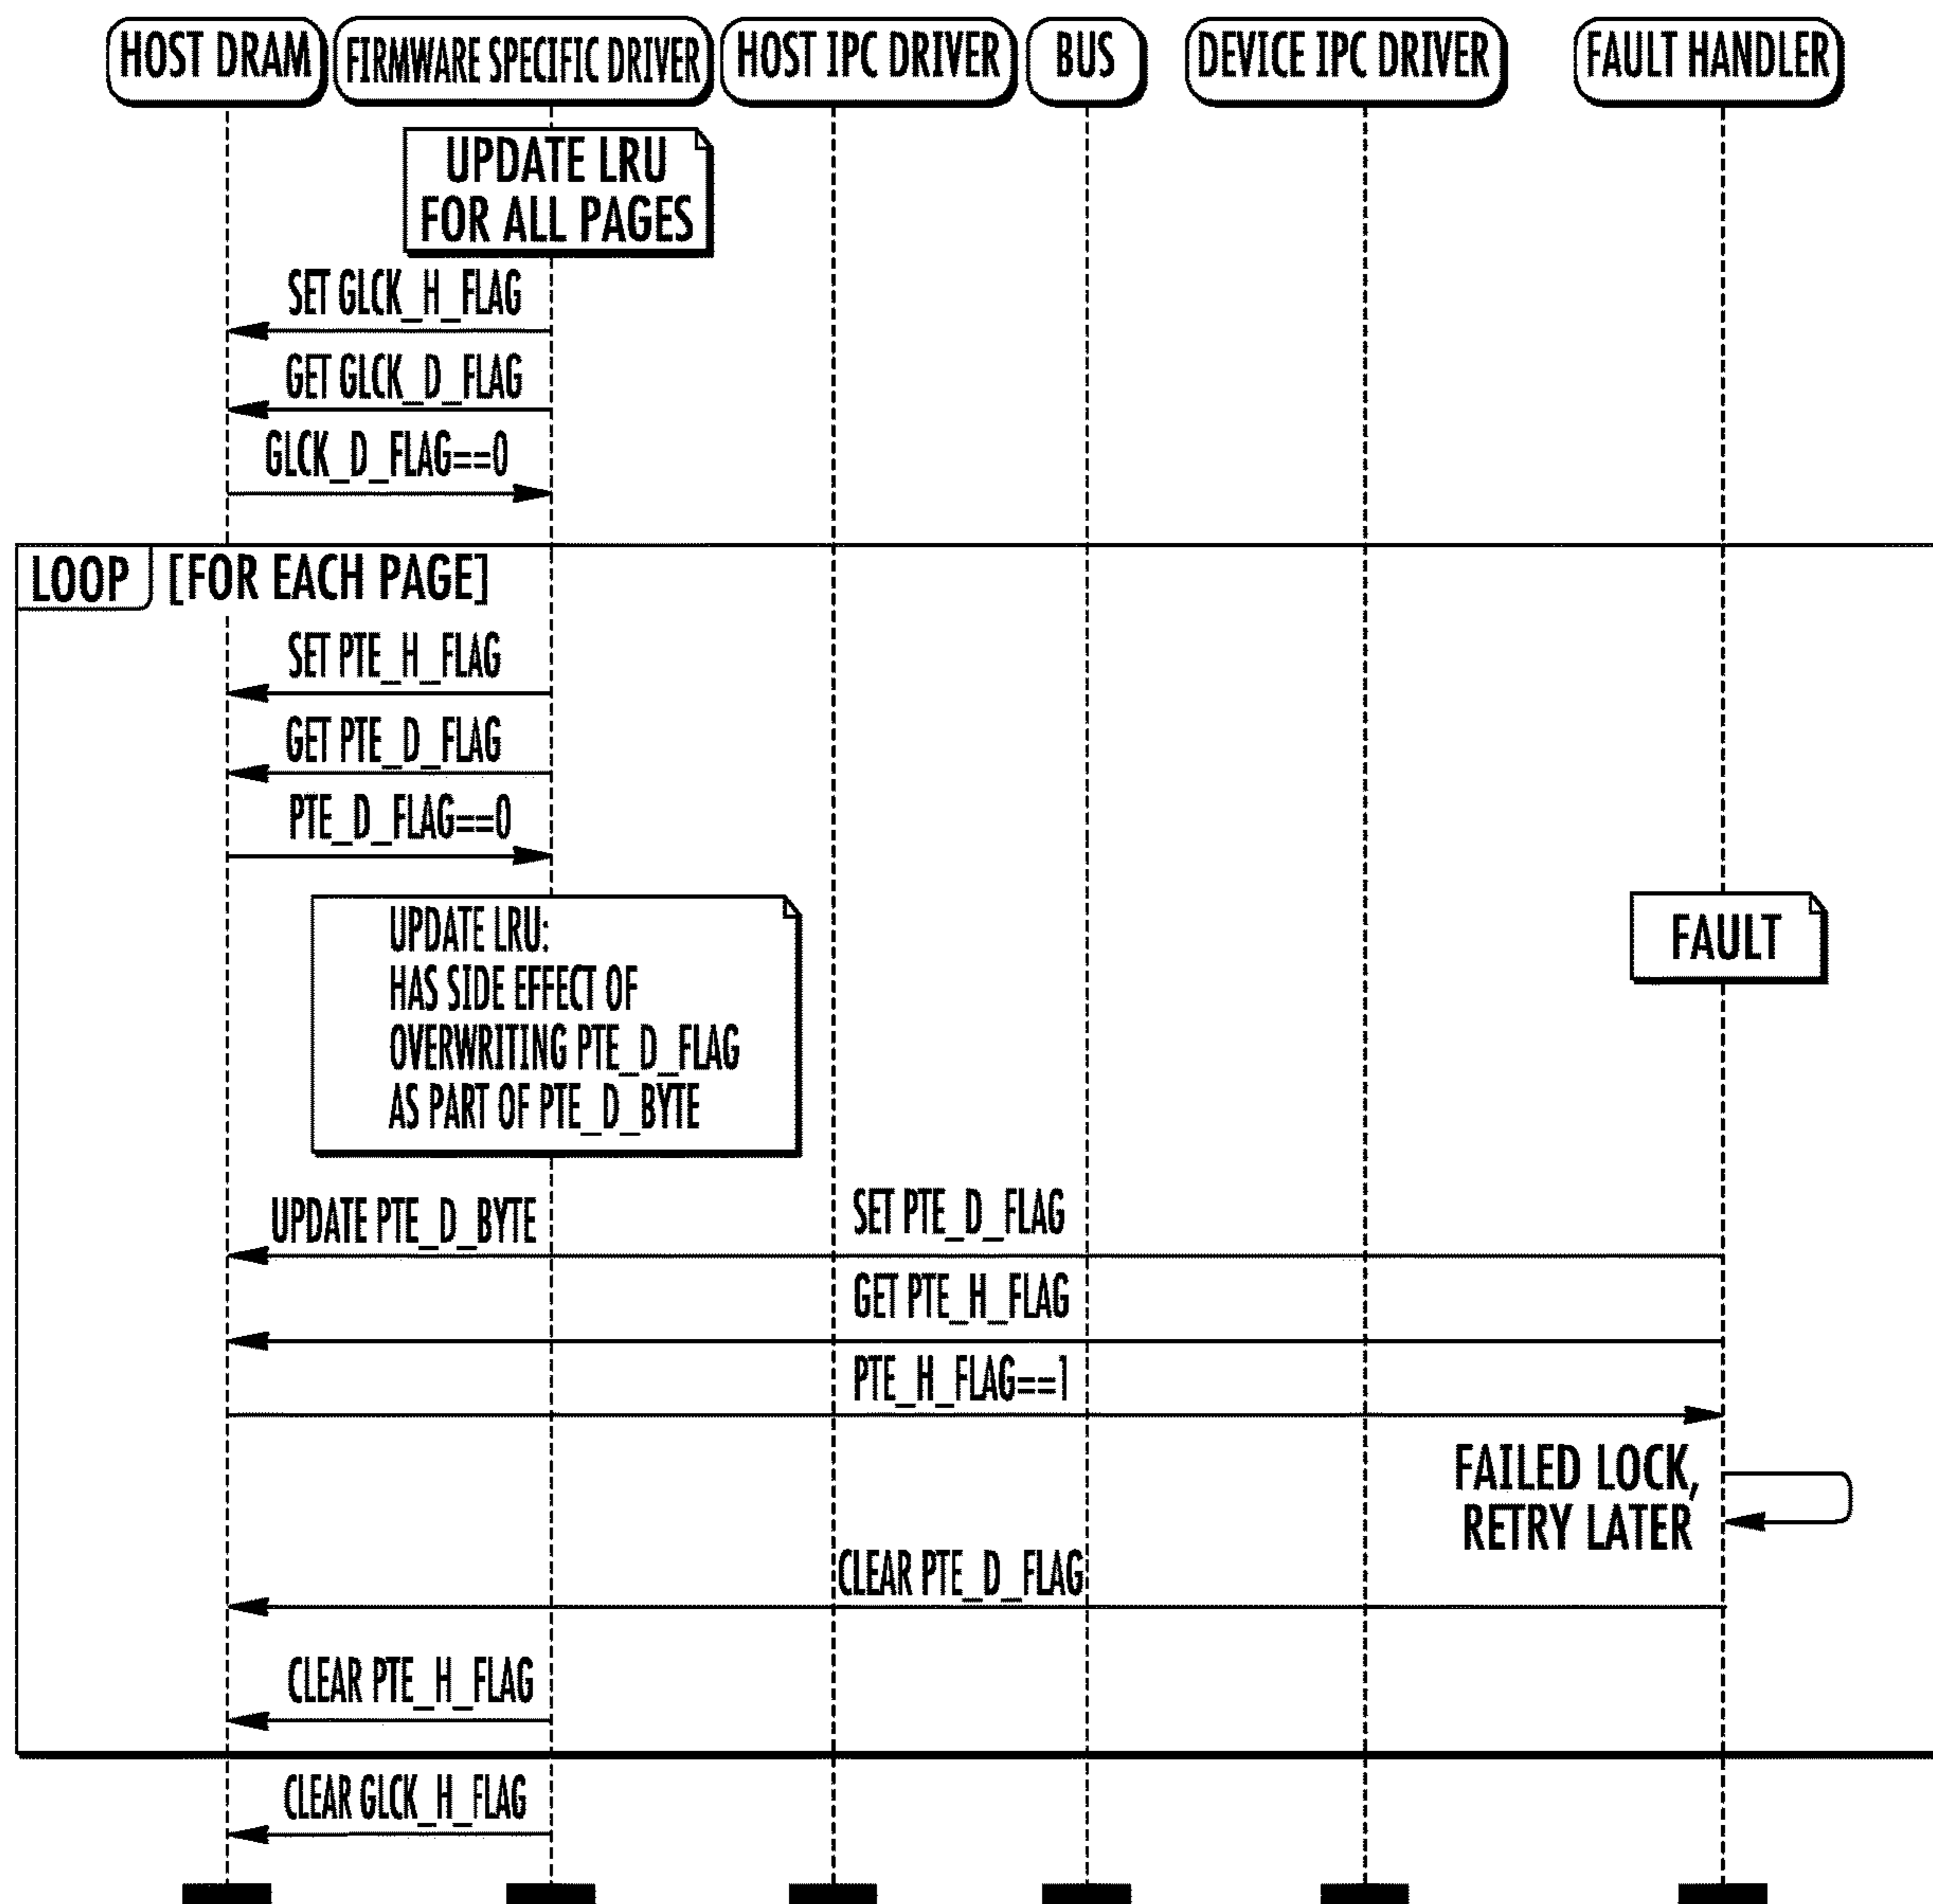 HOST DRAM
FIRMWARE SPECIFIC DRIVER
HOST IPC DRIVER
BUS
DEVICE IPC DRIVER
FAULT HANDLER
UPDATE LRU
FOR ALL PAGES
SET GLCK_H_FLAG
GET GLCK_D_FLAG
GLCK_D_FLAG==0
LOOP [FOR EACH PAGE]
SET PTE_H_FLAG
GET PTE_D_FLAG
PTE_D_FLAG==0
UPDATE LRU:
HAS SIDE EFFECT OF
OVERWRITING PTE_D_FLAG
AS PART OF PTE_D_BYTE
FAULT
UPDATE PTE_D_BYTE
SET PTE_D_FLAG
GET PTE_H_FLAG
PTE_H_FLAG==1
FAILED LOCK,
RETRY LATER
CLEAR PTE_D_FLAG
CLEAR PTE_H_FLAG
CLEAR GLCK_H_FLAG